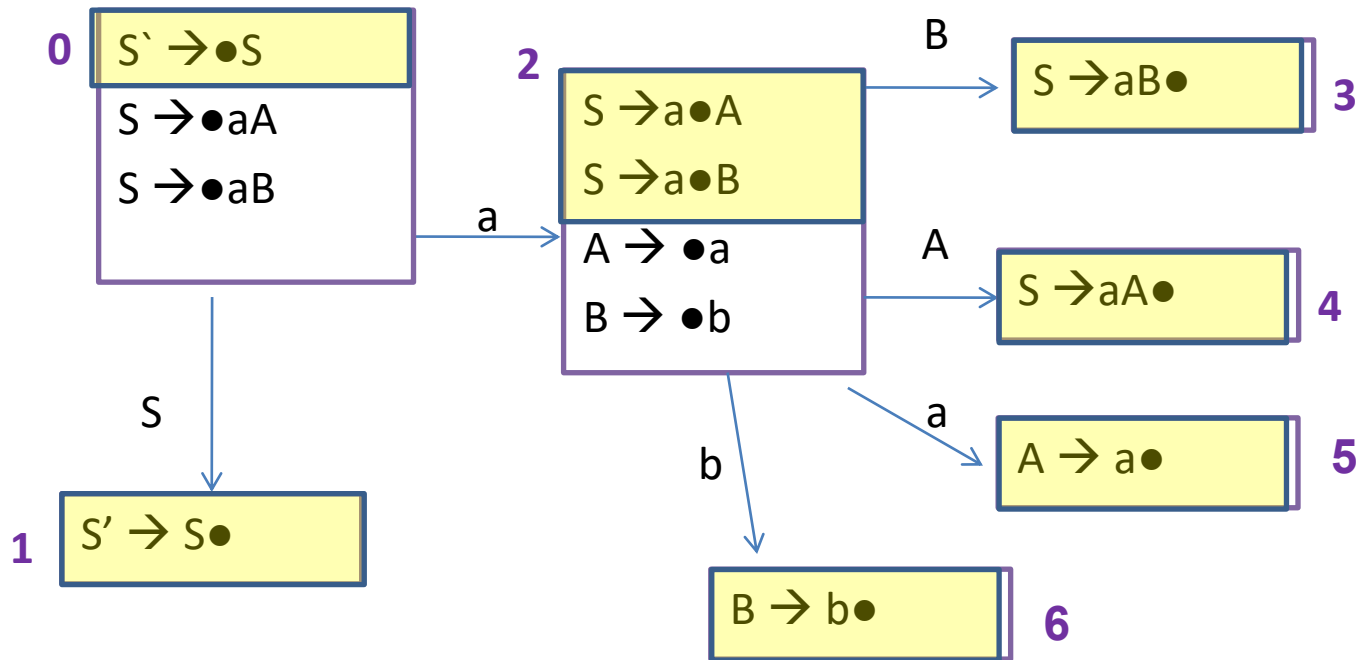 0
S` → ●S
S → ●aA
S → ●aB
a
S
1
S’ → S●
2
S → a●A
S → a●B
A → ●a
B → ●b
B
S → aB●
3
A
S → aA●
4
a
A → a●
5
b
B → b●
6